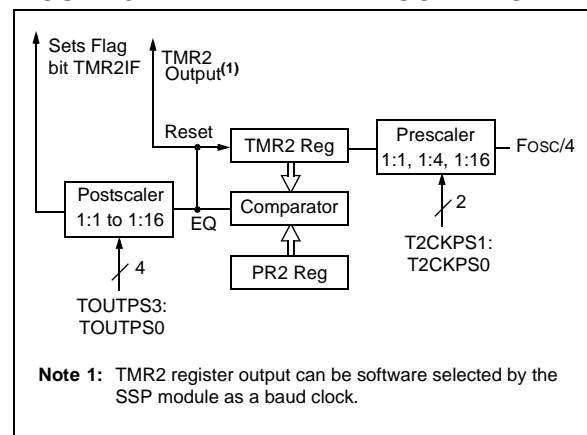 Sets Flag
bit TMR2IF
TMR2
Output(1)
Reset
TMR2 Reg
Prescaler
1:1, 1:4, 1:16
FOSC/4
Postscaler
1:1 to 1:16
EQ
Comparator
2
4
PR2 Reg
T2CKPS1:
T2CKPS0
TOUTPS3:
TOUTPS0
Note 1: TMR2 register output can be software selected by the
SSP module as a baud clock.